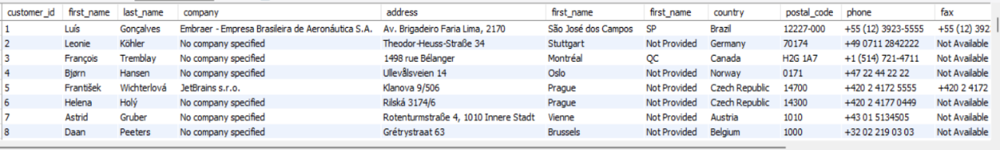 customer_id first_name last_name company address first_name first_name country postal_code phone fax
1 Luís Gonçalves Embraer - Empresa Brasileira de Aeronáutica S.A. Av. Brigadeiro Faria Lima, 2170 São José dos Campos SP Brazil 12227-000 +55 (12) 3923-5555 +55 (12) 392
2 Leonie Köhler No company specified Theodor-Heuss-Straße 34 Stuttgart Not Provided Germany 70174 +49 0711 2842222 Not Available
3 François Tremblay No company specified 1498 rue Bélanger Montréal QC Canada H2G 1A7 +1 (514) 721-4711 Not Available
4 Bjørn Hansen No company specified Ullevålsveien 14 Oslo Not Provided Norway 0171 +47 22 44 22 22 Not Available
5 František Wichterlová JetBrains s.r.o. Klanova 9/506 Prague Not Provided Czech Republic 14700 +420 2 4172 5555 +420 2 4172
6 Helena Holý No company specified Rilská 3174/6 Prague Not Provided Czech Republic 14300 +420 2 4177 0449 Not Available
7 Astrid Gruber No company specified Rotenturmstraße 4, 1010 Innere Stadt Vienne Not Provided Austria 1010 +43 01 5134505 Not Available
8 Daan Peeters No company specified Grétrystraat 63 Brussels Not Provided Belgium 1000 +32 02 219 03 03 Not Available